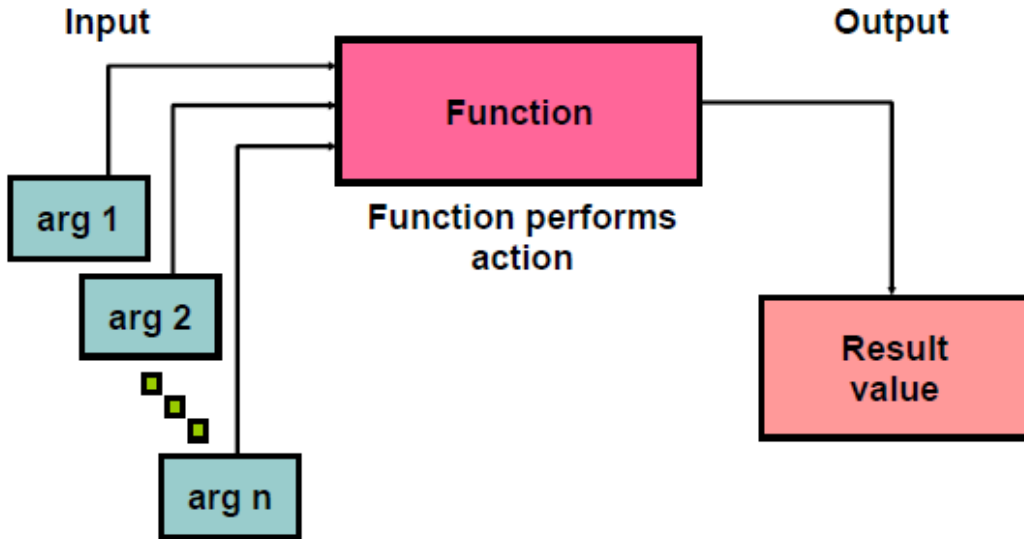 Input
Output
Function
arg 1
Function performs
action
arg 2
Result
value
arg n